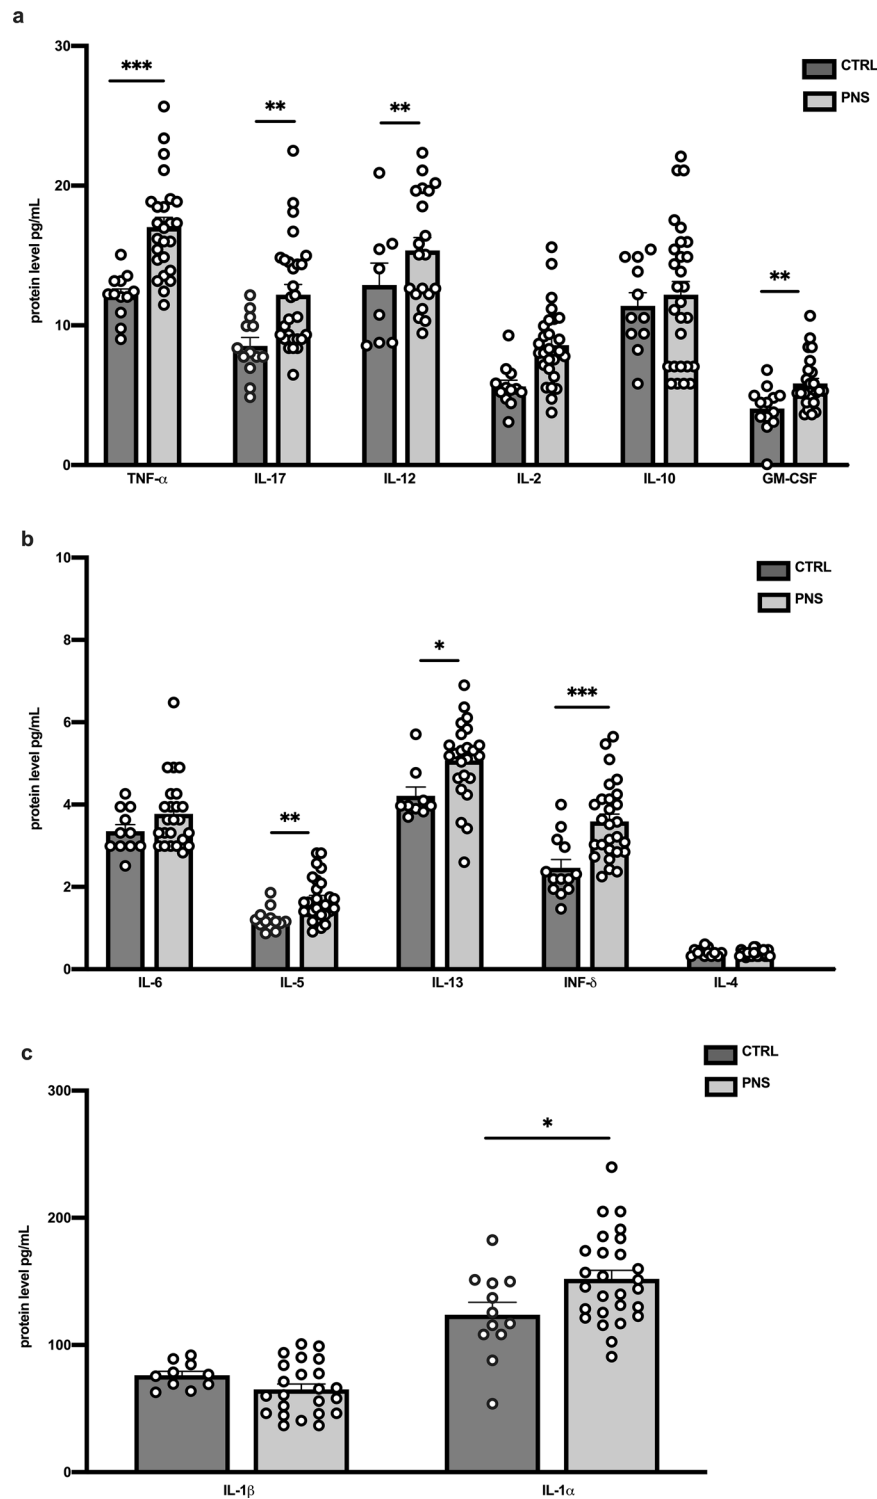 a
30
20
10
0
protein level pg/mL
***
**
**
**
CTRL
PNS
TNF-α IL-17 IL-12 IL-2 IL-10 GM-CSF
b
10
8
6
4
2
0
protein level pg/mL
**
*
***
CTRL
PNS
IL-6 IL-5 IL-13 INF-δ IL-4
c
300
200
100
0
protein level pg/mL
*
CTRL
PNS
IL-1β IL-1α